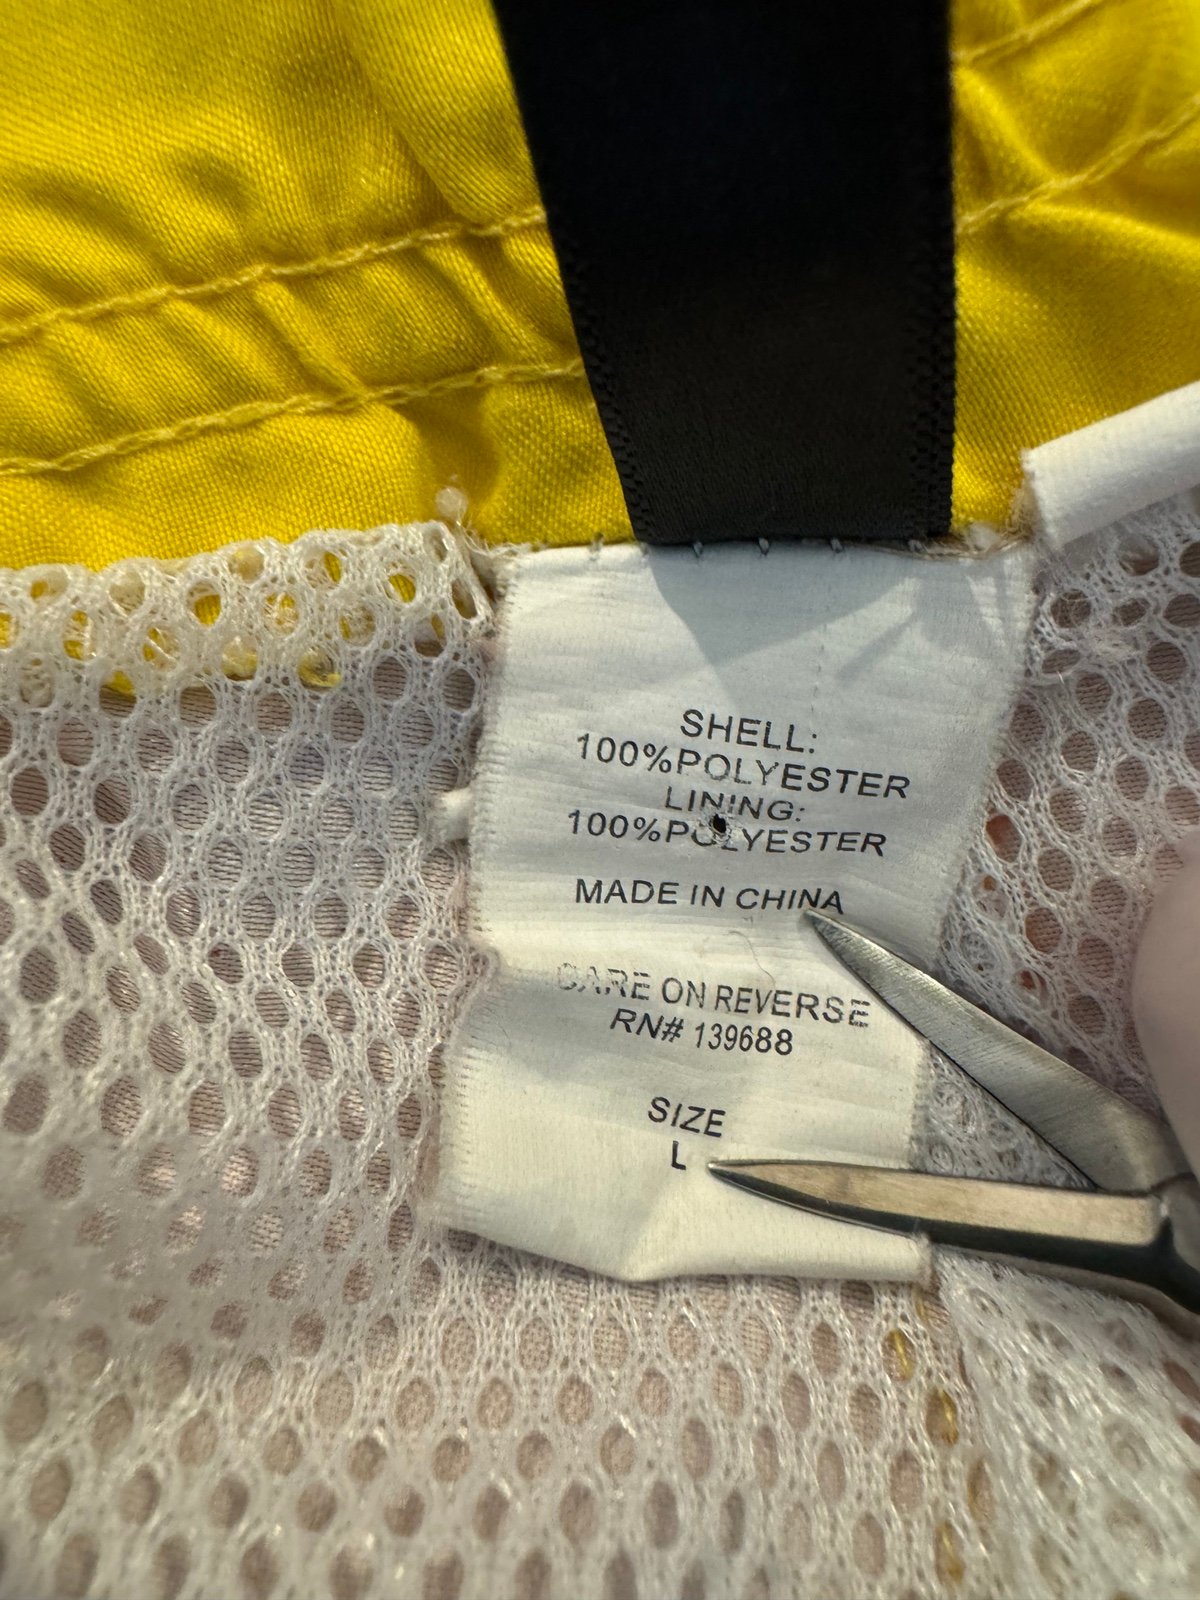 SHELL:
100%POLYESTER
LINING:
100%POLYESTER
MADE IN CHINA
CARE ON REVERSE
RN# 139688
SIZE
L